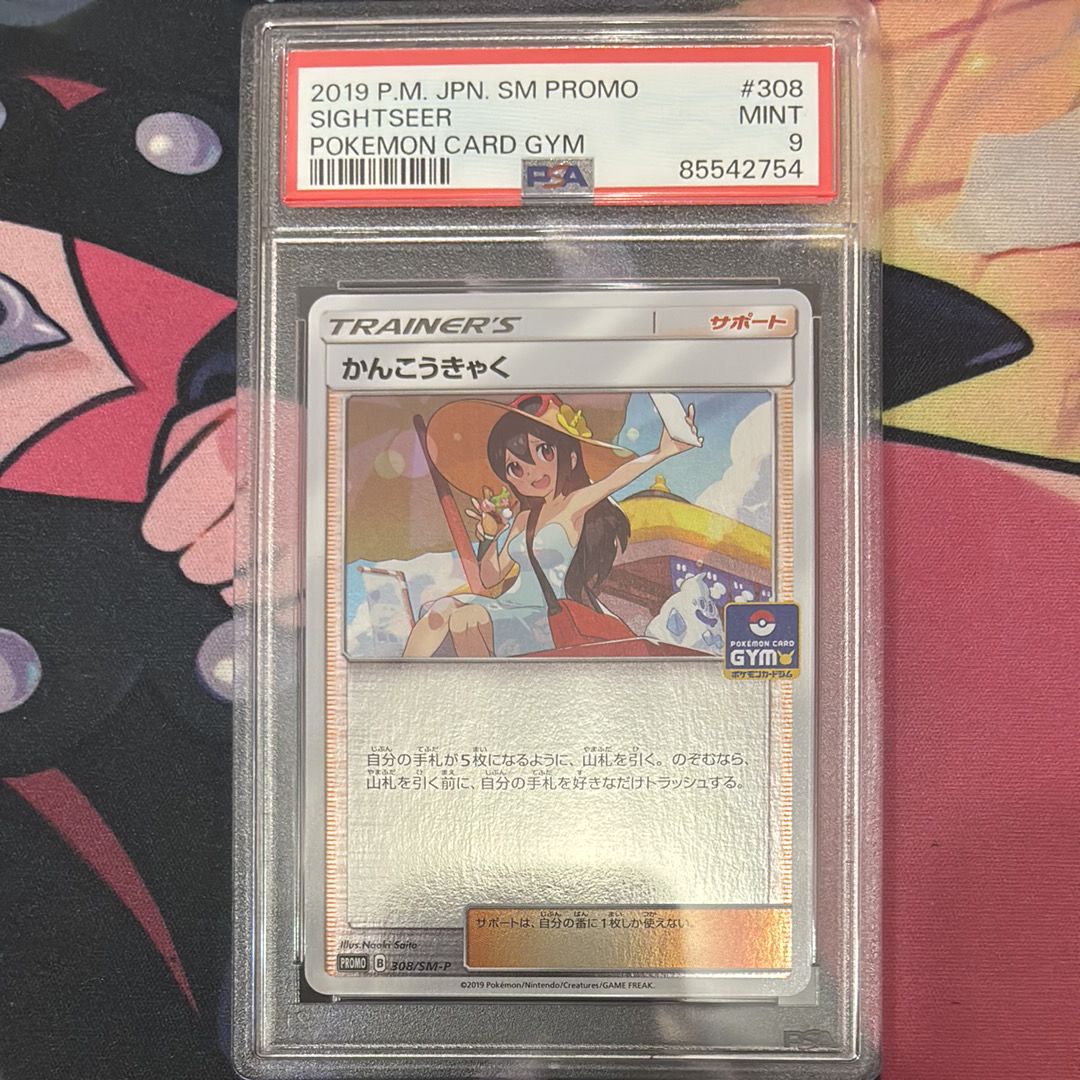 2019 P.M. JPN. SM PROMO #308
SIGHTSEER MINT
POKEMON CARD GYM 9
PSA 85542754
TRAINER'S サポート
かんこうきゃく
POKÉMON CARD
GYM
ポケモンカードジム
自分の手札が5枚になるように、山札を引く。のぞむなら、
山札を引く前に、自分の手札を好きなだけトラッシュする。
サポートは、自分の番に1枚しか使えない。
Illus. Naoki Saito
PROMO B 308/SM-P
©2019 Pokémon/Nintendo/Creatures/GAME FREAK.
PSA